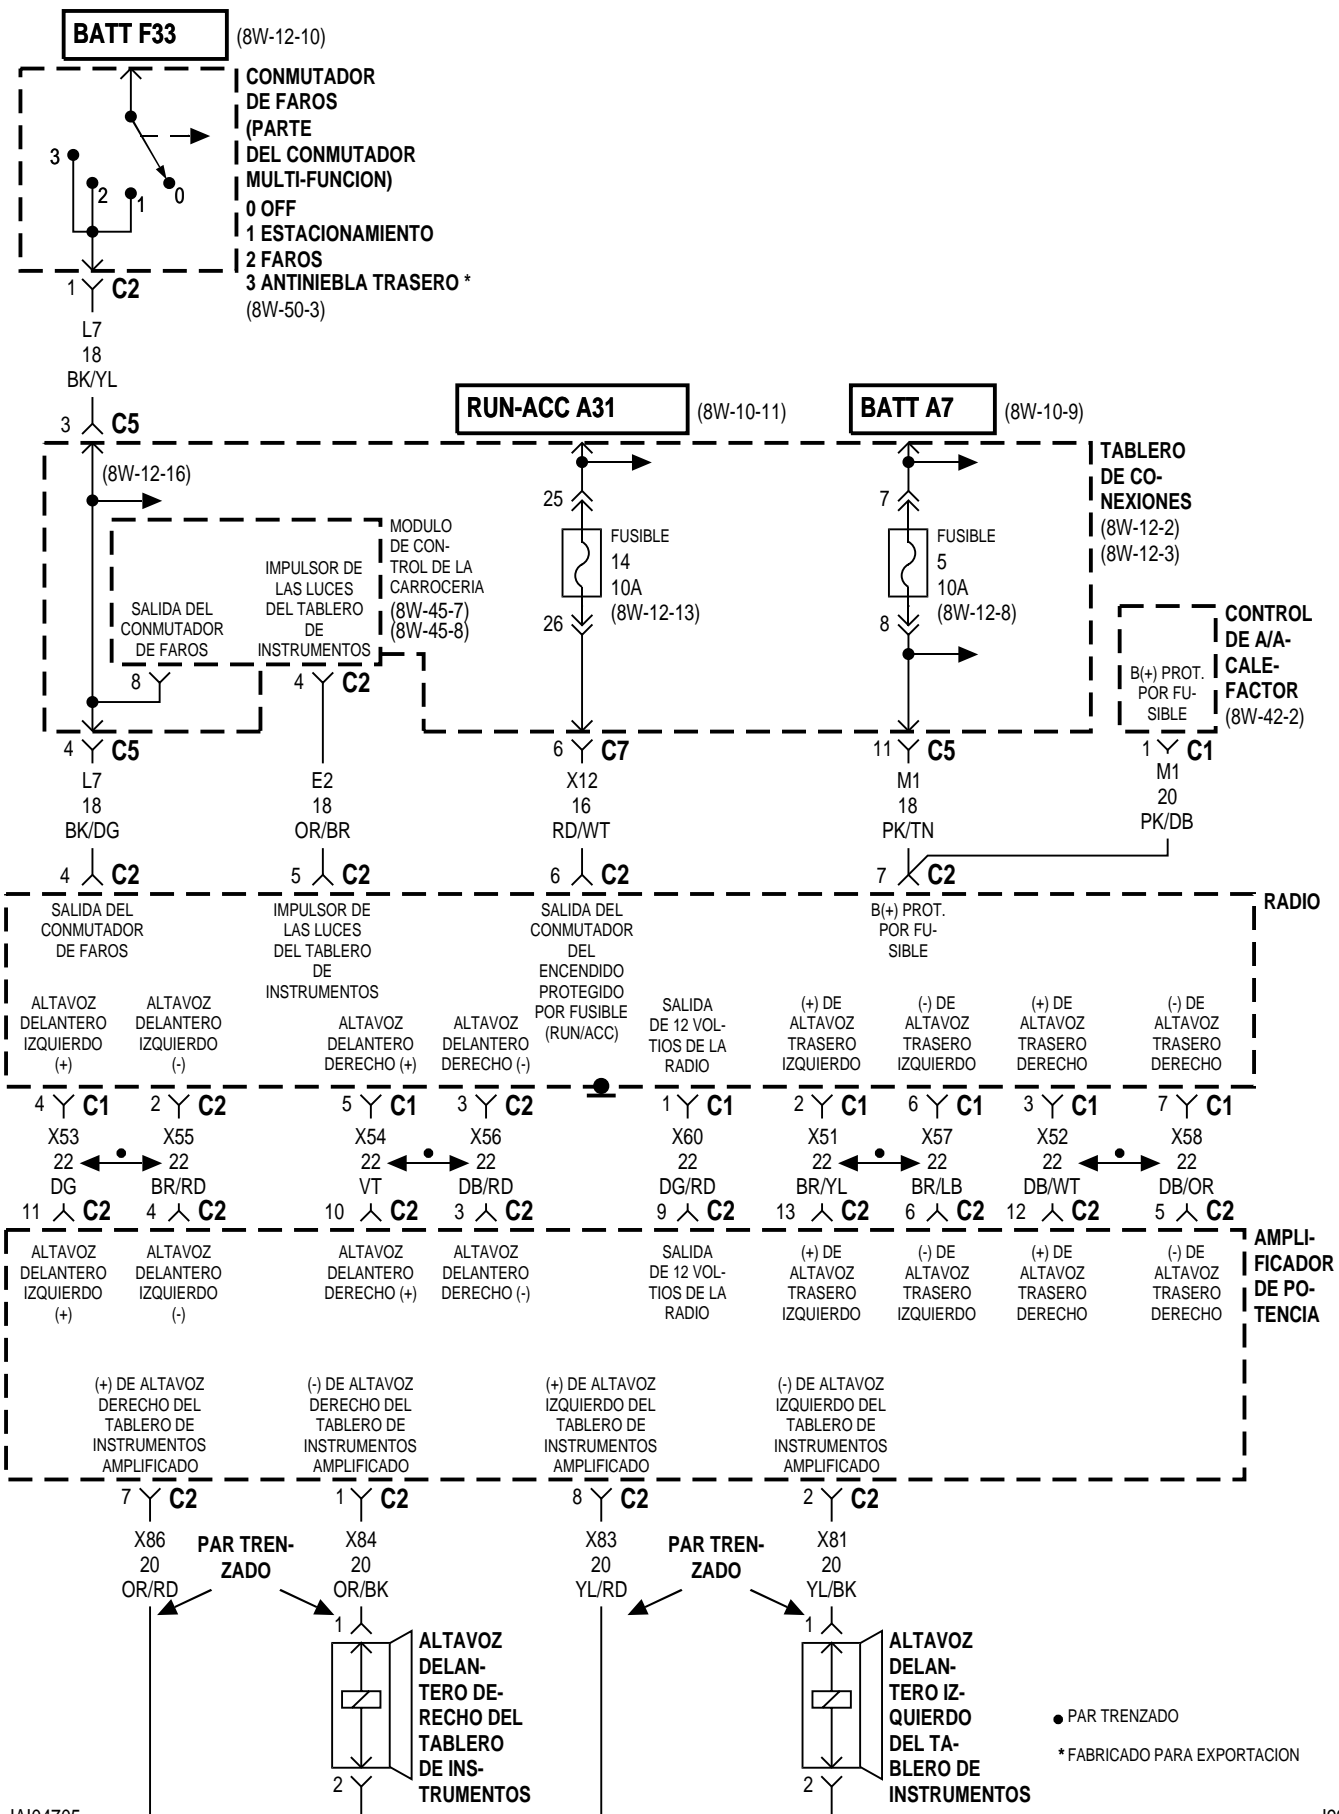 BATT F33
(8W-12-10)
CONMUTADOR
DE FAROS
(PARTE
DEL CONMUTADOR
MULTI-FUNCION)
0 OFF
1 ESTACIONAMIENTO
2 FAROS
3 ANTINIEBLA TRASERO *
(8W-50-3)
3
2
1
0
1 C2
L7
18
BK/YL
3 C5
RUN-ACC A31
(8W-10-11)
BATT A7
(8W-10-9)
(8W-12-16)
TABLERO
DE CO-
NEXIONES
(8W-12-2)
(8W-12-3)
MODULO
DE CON-
TROL DE LA
CARROCERIA
(8W-45-7)
(8W-45-8)
IMPULSOR DE
LAS LUCES
DEL TABLERO
DE
INSTRUMENTOS
SALIDA DEL
CONMUTADOR
DE FAROS
8
4 C2
25
FUSIBLE
14
10A
(8W-12-13)
26
7
FUSIBLE
5
10A
(8W-12-8)
8
CONTROL
DE A/A-
CALE-
FACTOR
(8W-42-2)
B(+) PROT.
POR FU-
SIBLE
4 C5
6 C7
11 C5
1 C1
L7
18
BK/DG
E2
18
OR/BR
X12
16
RD/WT
M1
18
PK/TN
M1
20
PK/DB
4 C2
5 C2
6 C2
7 C2
RADIO
SALIDA DEL
CONMUTADOR
DE FAROS
IMPULSOR DE
LAS LUCES
DEL TABLERO
DE
INSTRUMENTOS
SALIDA DEL
CONMUTADOR
DEL
ENCENDIDO
PROTEGIDO
POR FUSIBLE
(RUN/ACC)
B(+) PROT.
POR FU-
SIBLE
ALTAVOZ
DELANTERO
IZQUIERDO
(+)
ALTAVOZ
DELANTERO
IZQUIERDO
(-)
ALTAVOZ
DELANTERO
DERECHO (+)
ALTAVOZ
DELANTERO
DERECHO (-)
SALIDA
DE 12 VOL-
TIOS DE LA
RADIO
(+) DE
ALTAVOZ
TRASERO
IZQUIERDO
(-) DE
ALTAVOZ
TRASERO
IZQUIERDO
(+) DE
ALTAVOZ
TRASERO
DERECHO
(-) DE
ALTAVOZ
TRASERO
DERECHO
4 C1
2 C2
5 C1
3 C2
1 C1
2 C1
6 C1
3 C1
7 C1
X53
22
DG
X55
22
BR/RD
X54
22
VT
X56
22
DB/RD
X60
22
DG/RD
X51
22
BR/YL
X57
22
BR/LB
X52
22
DB/WT
X58
22
DB/OR
11 C2
4 C2
10 C2
3 C2
9 C2
13 C2
6 C2
12 C2
5 C2
AMPLI-
FICADOR
DE PO-
TENCIA
ALTAVOZ
DELANTERO
IZQUIERDO
(+)
ALTAVOZ
DELANTERO
IZQUIERDO
(-)
ALTAVOZ
DELANTERO
DERECHO (+)
ALTAVOZ
DELANTERO
DERECHO (-)
SALIDA
DE 12 VOL-
TIOS DE LA
RADIO
(+) DE
ALTAVOZ
TRASERO
IZQUIERDO
(-) DE
ALTAVOZ
TRASERO
IZQUIERDO
(+) DE
ALTAVOZ
TRASERO
DERECHO
(-) DE
ALTAVOZ
TRASERO
DERECHO
(+) DE ALTAVOZ
DERECHO DEL
TABLERO DE
INSTRUMENTOS
AMPLIFICADO
(-) DE ALTAVOZ
DERECHO DEL
TABLERO DE
INSTRUMENTOS
AMPLIFICADO
(+) DE ALTAVOZ
IZQUIERDO DEL
TABLERO DE
INSTRUMENTOS
AMPLIFICADO
(-) DE ALTAVOZ
IZQUIERDO DEL
TABLERO DE
INSTRUMENTOS
AMPLIFICADO
7 C2
1 C2
8 C2
2 C2
X86
20
OR/RD
PAR TREN-
ZADO
X84
20
OR/BK
X83
20
YL/RD
PAR TREN-
ZADO
X81
20
YL/BK
1
ALTAVOZ
DELAN-
TERO DE-
RECHO DEL
TABLERO
DE INS-
TRUMENTOS
2
1
ALTAVOZ
DELAN-
TERO IZ-
QUIERDO
DEL TA-
BLERO DE
INSTRUMENTOS
2
● PAR TRENZADO
* FABRICADO PARA EXPORTACION